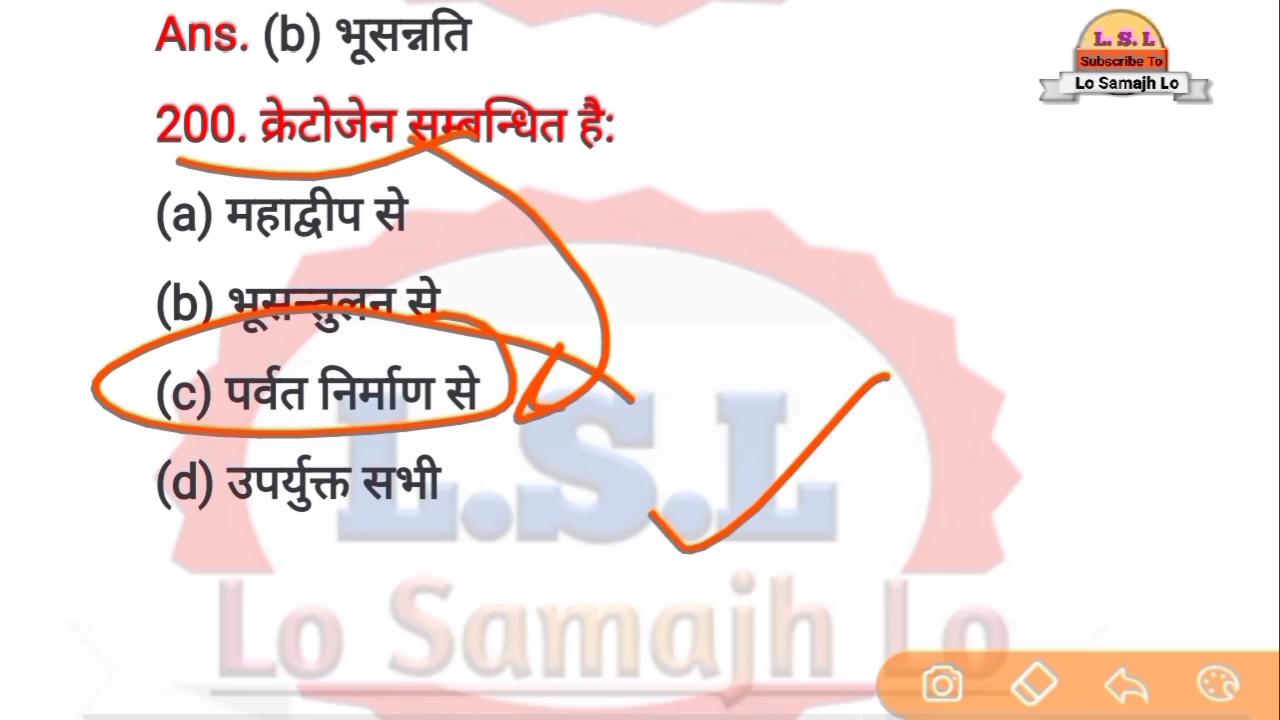 Ans. (b) भूसन्नति
L. S. L
Subscribe To
Lo Samajh Lo
200. क्रेटोजेन सम्बन्धित है:
(a) महाद्वीप से
(b) भूसन्तुलन से
(c) पर्वत निर्माण से
(d) उपर्युक्त सभी
L.S.L
Lo Samajh Lo